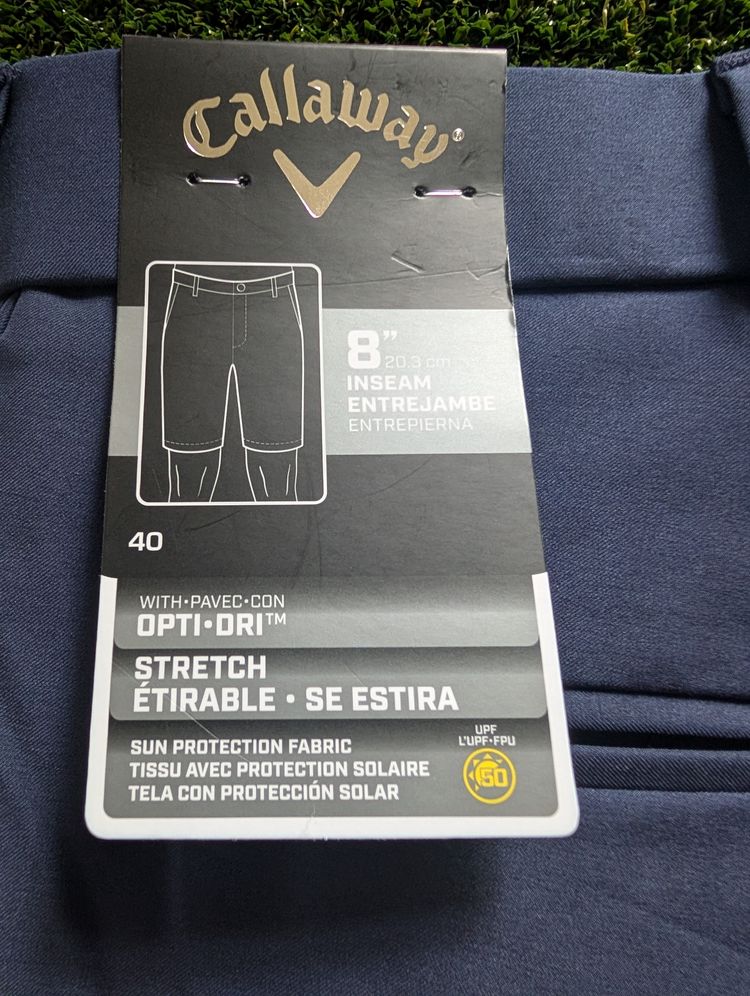 Callaway®
8” 20.3 cm
INSEAM
ENTREJAMBE
ENTREPIERNA
40
WITH•PAVEC•CON
OPTI•DRI™
STRETCH
ÉTIRABLE • SE ESTIRA
SUN PROTECTION FABRIC
TISSU AVEC PROTECTION SOLAIRE
TELA CON PROTECCIÓN SOLAR
UPF
L'UPF•FPU
50